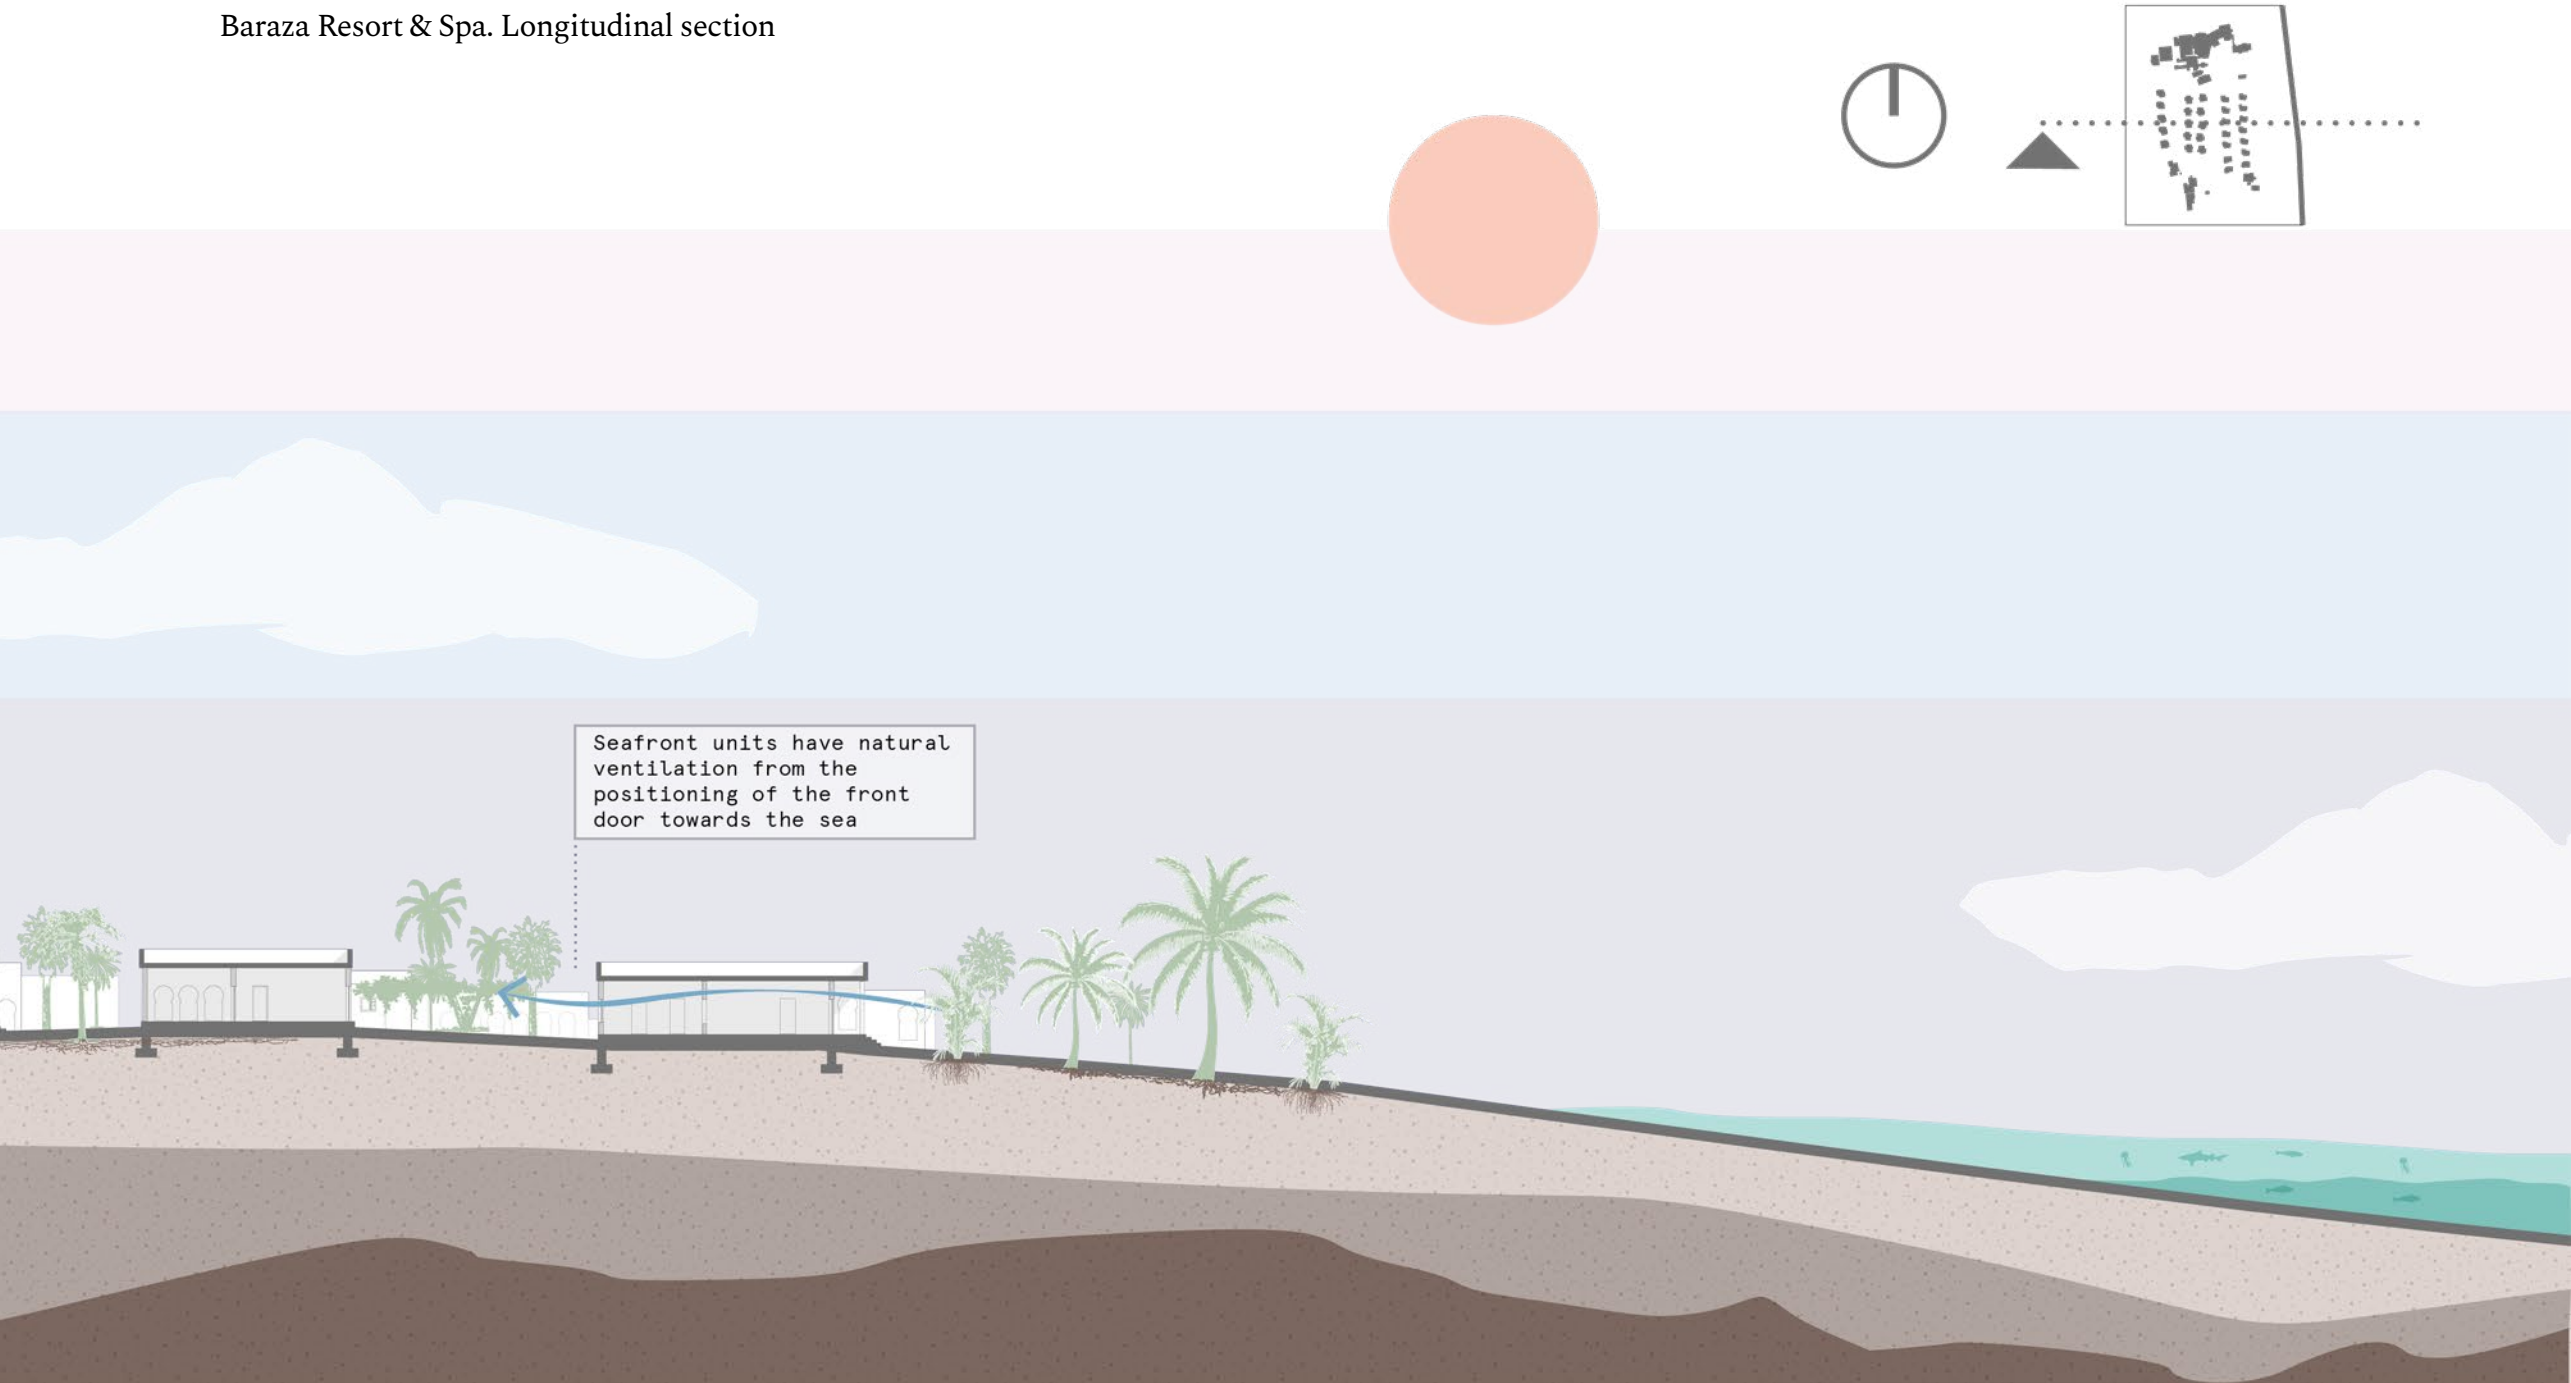 Baraza Resort & Spa. Longitudinal section
Seafront units have natural
ventilation from the
positioning of the front
door towards the sea